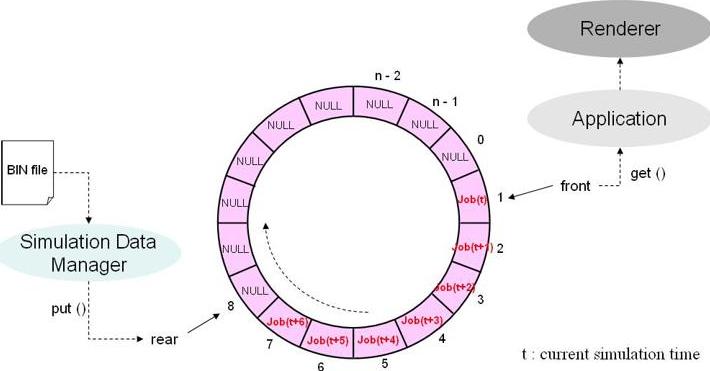 Renderer
Application
get ()
front
n - 2
n - 1
0
1
2
3
4
5
6
7
8
NULL
NULL
NULL
NULL
NULL
NULL
NULL
NULL
NULL
Job(t)
Job(t+1)
Job(t+2)
Job(t+3)
Job(t+4)
Job(t+5)
Job(t+6)
BIN file
Simulation Data
Manager
put ()
rear
t : current simulation time